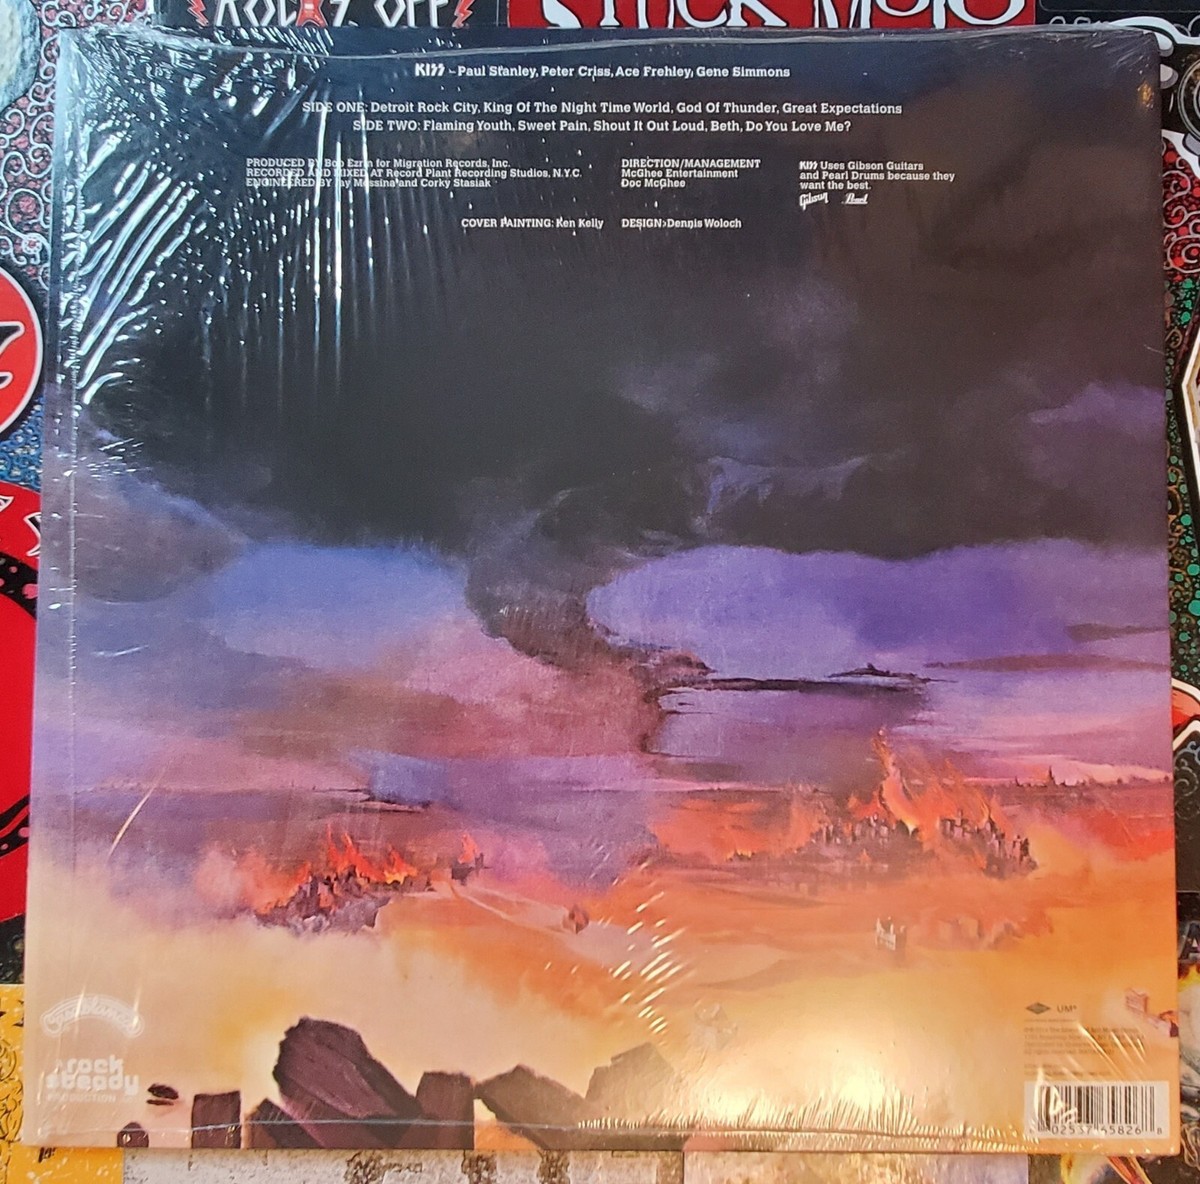 KISS - Paul Stanley, Peter Criss, Ace Frehley, Gene Simmons
SIDE ONE: Detroit Rock City, King Of The Night Time World, God Of Thunder, Great Expectations
SIDE TWO: Flaming Youth, Sweet Pain, Shout It Out Loud, Beth, Do You Love Me?
PRODUCED BY Bob Ezrin for Migration Records, Inc.
RECORDED AND MIXED AT Record Plant Recording Studios, N.Y.C.
ENGINEERED BY Jay Messina and Corky Stasiak
DIRECTION/MANAGEMENT
McGhee Entertainment
Doc McGhee
KISS Uses Gibson Guitars
and Pearl Drums because they
want the best.
Gibson Pearl
COVER PAINTING: Ken Kelly DESIGN: Dennis Woloch
Casablanca
rock
steady
PRODUCTION
UMe